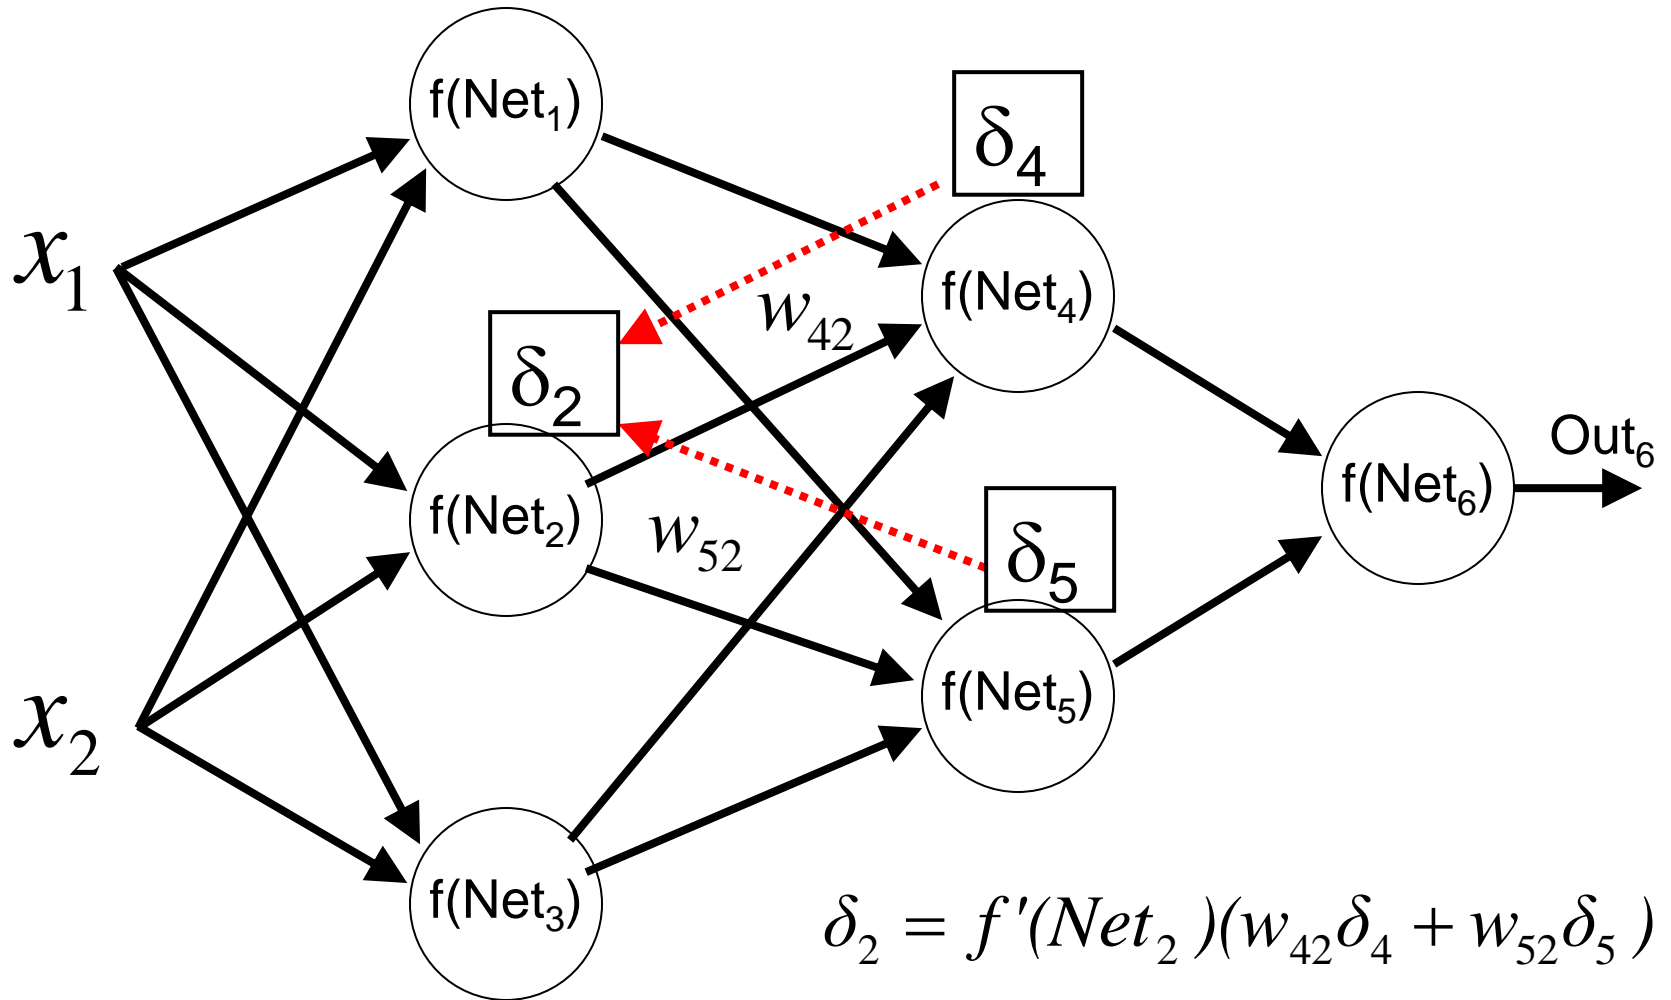 f(Net₁)
δ₄
x₁
f(Net₄)
w₄₂
δ₂
Out₆
f(Net₆)
f(Net₂)
w₅₂
δ₅
f(Net₅)
x₂
f(Net₃)
δ₂ = f'(Net₂)(w₄₂δ₄ + w₅₂δ₅)